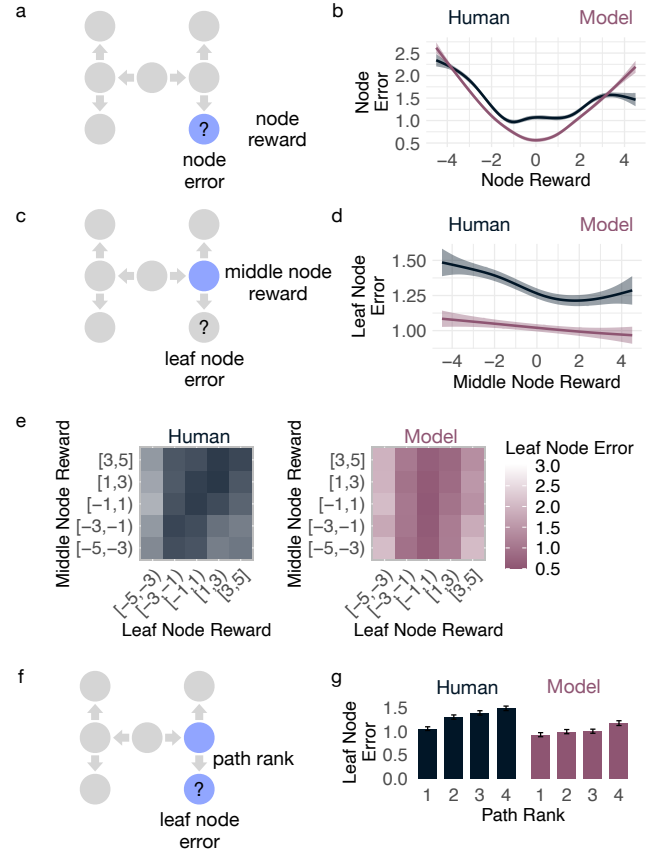 a
?
node
reward
node
error
b
Human Model
Node
Error
2.5
2.0
1.5
1.0
0.5
−4 −2 0 2 4
Node Reward
c
middle node
reward
?
leaf node
error
d
Human Model
Leaf Node
Error
1.50
1.25
1.00
−4 −2 0 2 4
Middle Node Reward
e
Human
Middle Node Reward
[3,5]
[1,3)
[−1,1)
[−3,−1)
[−5,−3)
[−5,−3)
[−3,−1)
[−1,1)
[1,3)
[3,5]
Leaf Node Reward
Model
Middle Node Reward
[3,5]
[1,3)
[−1,1)
[−3,−1)
[−5,−3)
[−5,−3)
[−3,−1)
[−1,1)
[1,3)
[3,5]
Leaf Node Reward
Leaf Node Error
3.0
2.5
2.0
1.5
1.0
0.5
f
path rank
?
leaf node
error
g
Human Model
Leaf Node
Error
1.5
1.0
0.5
0.0
1 2 3 4 1 2 3 4
Path Rank